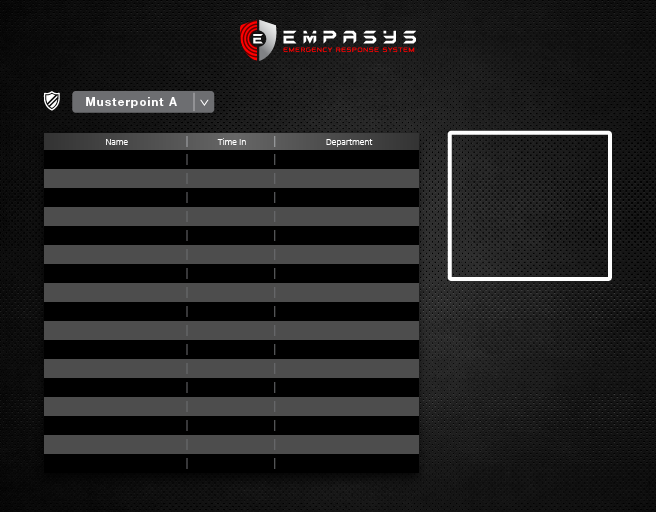 E EMPASYS
EMERGENCY RESPONSE SYSTEM
Musterpoint A
Name Time In Department